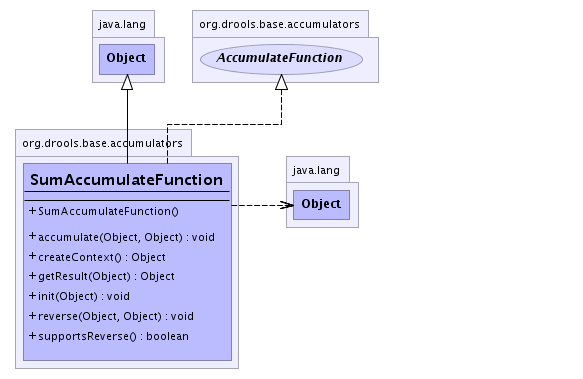 java.lang
Object
org.drools.base.accumulators
AccumulateFunction
org.drools.base.accumulators
SumAccumulateFunction
+ SumAccumulateFunction()
+ accumulate(Object, Object) : void
+ createContext() : Object
+ getResult(Object) : Object
+ init(Object) : void
+ reverse(Object, Object) : void
+ supportsReverse() : boolean
java.lang
Object